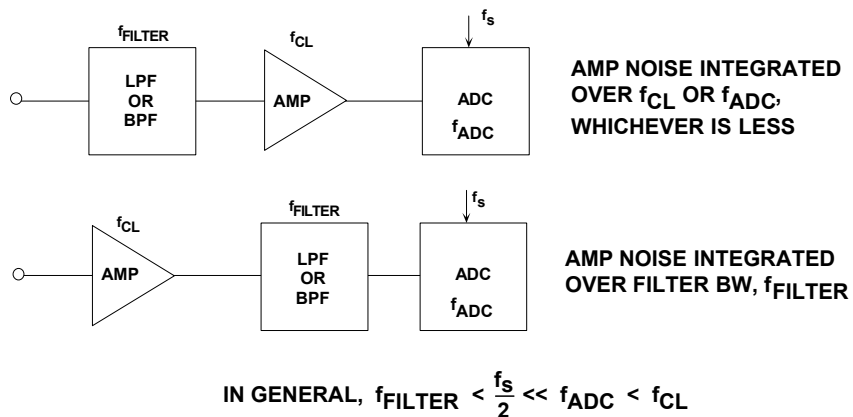 fFILTER
LPF
OR
BPF
fCL
AMP
fs
ADC
fADC
AMP NOISE INTEGRATED
OVER fCL OR fADC,
WHICHEVER IS LESS
fCL
AMP
fFILTER
LPF
OR
BPF
fs
ADC
fADC
AMP NOISE INTEGRATED
OVER FILTER BW, fFILTER
IN GENERAL, fFILTER < fs/2 << fADC < fCL